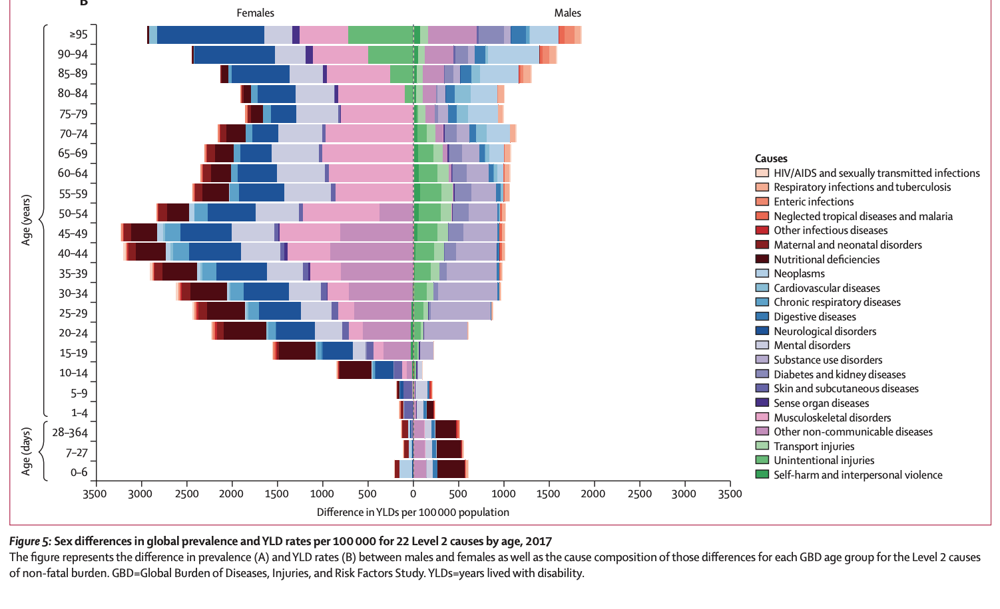 B
Females
Males
≥95
90–94
85–89
80–84
75–79
70–74
65–69
60–64
55–59
50–54
45–49
40–44
35–39
30–34
25–29
20–24
15–19
10–14
5–9
1–4
28–364
7–27
0–6
Age (years)
Age (days)
3500 3000 2500 2000 1500 1000 500 0 500 1000 1500 2000 2500 3000 3500
Difference in YLDs per 100 000 population
Causes
HIV/AIDS and sexually transmitted infections
Respiratory infections and tuberculosis
Enteric infections
Neglected tropical diseases and malaria
Other infectious diseases
Maternal and neonatal disorders
Nutritional deficiencies
Neoplasms
Cardiovascular diseases
Chronic respiratory diseases
Digestive diseases
Neurological disorders
Mental disorders
Substance use disorders
Diabetes and kidney diseases
Skin and subcutaneous diseases
Sense organ diseases
Musculoskeletal disorders
Other non-communicable diseases
Transport injuries
Unintentional injuries
Self-harm and interpersonal violence
Figure 5: Sex differences in global prevalence and YLD rates per 100 000 for 22 Level 2 causes by age, 2017
The figure represents the difference in prevalence (A) and YLD rates (B) between males and females as well as the cause composition of those differences for each GBD age group for the Level 2 causes
of non-fatal burden. GBD=Global Burden of Diseases, Injuries, and Risk Factors Study. YLDs=years lived with disability.